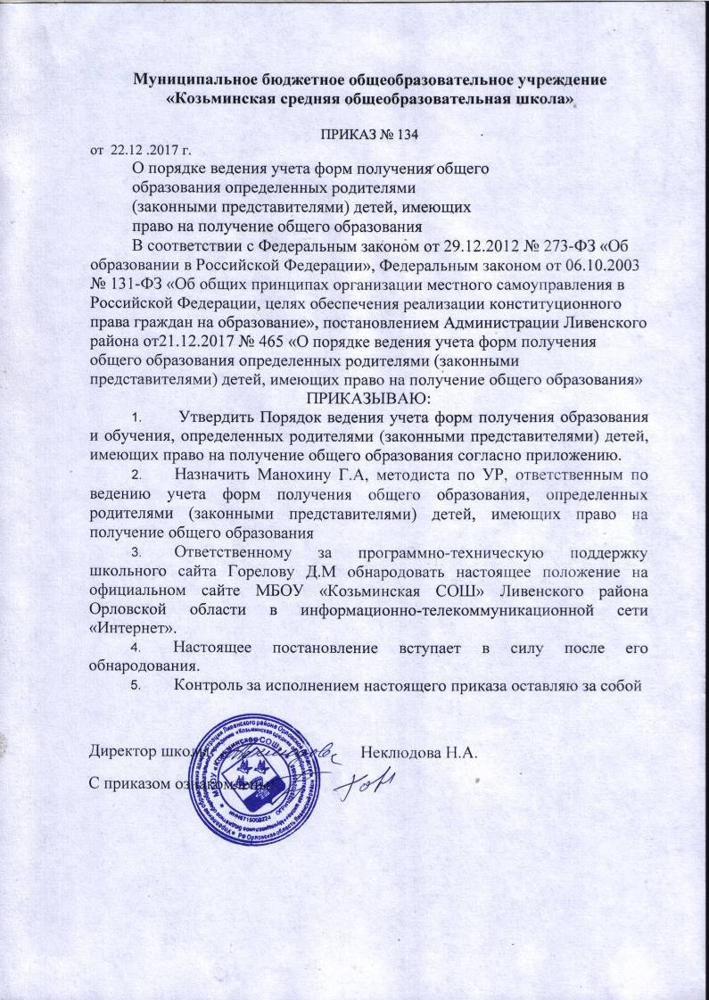 Муниципальное бюджетное общеобразовательное учреждение
«Козьминская средняя общеобразовательная школа»
ПРИКАЗ № 134
от 22.12 .2017 г.
О порядке ведения учета форм получения общего
образования определенных родителями
(законными представителями) детей, имеющих
право на получение общего образования
В соответствии с Федеральным законом от 29.12.2012 № 273-ФЗ «Об
образовании в Российской Федерации», Федеральным законом от 06.10.2003
№ 131-ФЗ «Об общих принципах организации местного самоуправления в
Российской Федерации, целях обеспечения реализации конституционного
права граждан на образование», постановлением Администрации Ливенского
района от21.12.2017 № 465 «О порядке ведения учета форм получения
общего образования определенных родителями (законными
представителями) детей, имеющих право на получение общего образования»
ПРИКАЗЫВАЮ:
1. Утвердить Порядок ведения учета форм получения образования
и обучения, определенных родителями (законными представителями) детей,
имеющих право на получение общего образования согласно приложению.
2. Назначить Манохину Г.А, методиста по УР, ответственным по
ведению учета форм получения общего образования, определенных
родителями (законными представителями) детей, имеющих право на
получение общего образования
3. Ответственному за программно-техническую поддержку
школьного сайта Горелову Д.М обнародовать настоящее положение на
официальном сайте МБОУ «Козьминская СОШ» Ливенского района
Орловской области в информационно-телекоммуникационной сети
«Интернет».
4. Настоящее постановление вступает в силу после его
обнародования.
5. Контроль за исполнением настоящего приказа оставляю за собой
Директор школы: Неклюдова Н.А.
С приказом ознакомлены:
МБОУ «Козьминская СОШ»